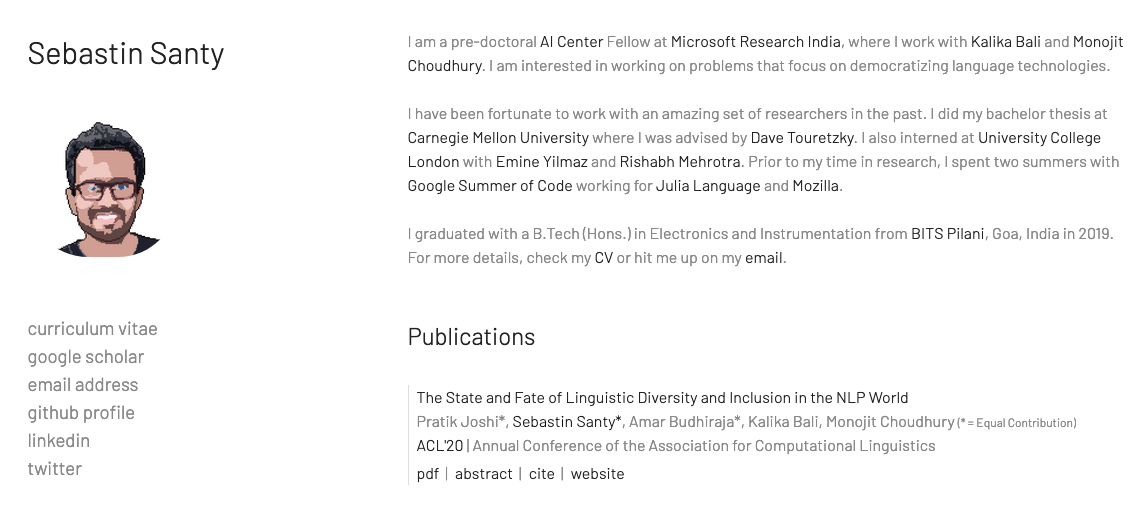 Sebastin Santy
curriculum vitae
google scholar
email address
github profile
linkedin
twitter
I am a pre-doctoral AI Center Fellow at Microsoft Research India, where I work with Kalika Bali and Monojit
Choudhury. I am interested in working on problems that focus on democratizing language technologies.
I have been fortunate to work with an amazing set of researchers in the past. I did my bachelor thesis at
Carnegie Mellon University where I was advised by Dave Touretzky. I also interned at University College
London with Emine Yilmaz and Rishabh Mehrotra. Prior to my time in research, I spent two summers with
Google Summer of Code working for Julia Language and Mozilla.
I graduated with a B.Tech (Hons.) in Electronics and Instrumentation from BITS Pilani, Goa, India in 2019.
For more details, check my CV or hit me up on my email.
Publications
The State and Fate of Linguistic Diversity and Inclusion in the NLP World
Pratik Joshi*, Sebastin Santy*, Amar Budhiraja*, Kalika Bali, Monojit Choudhury (* = Equal Contribution)
ACL'20 | Annual Conference of the Association for Computational Linguistics
pdf | abstract | cite | website